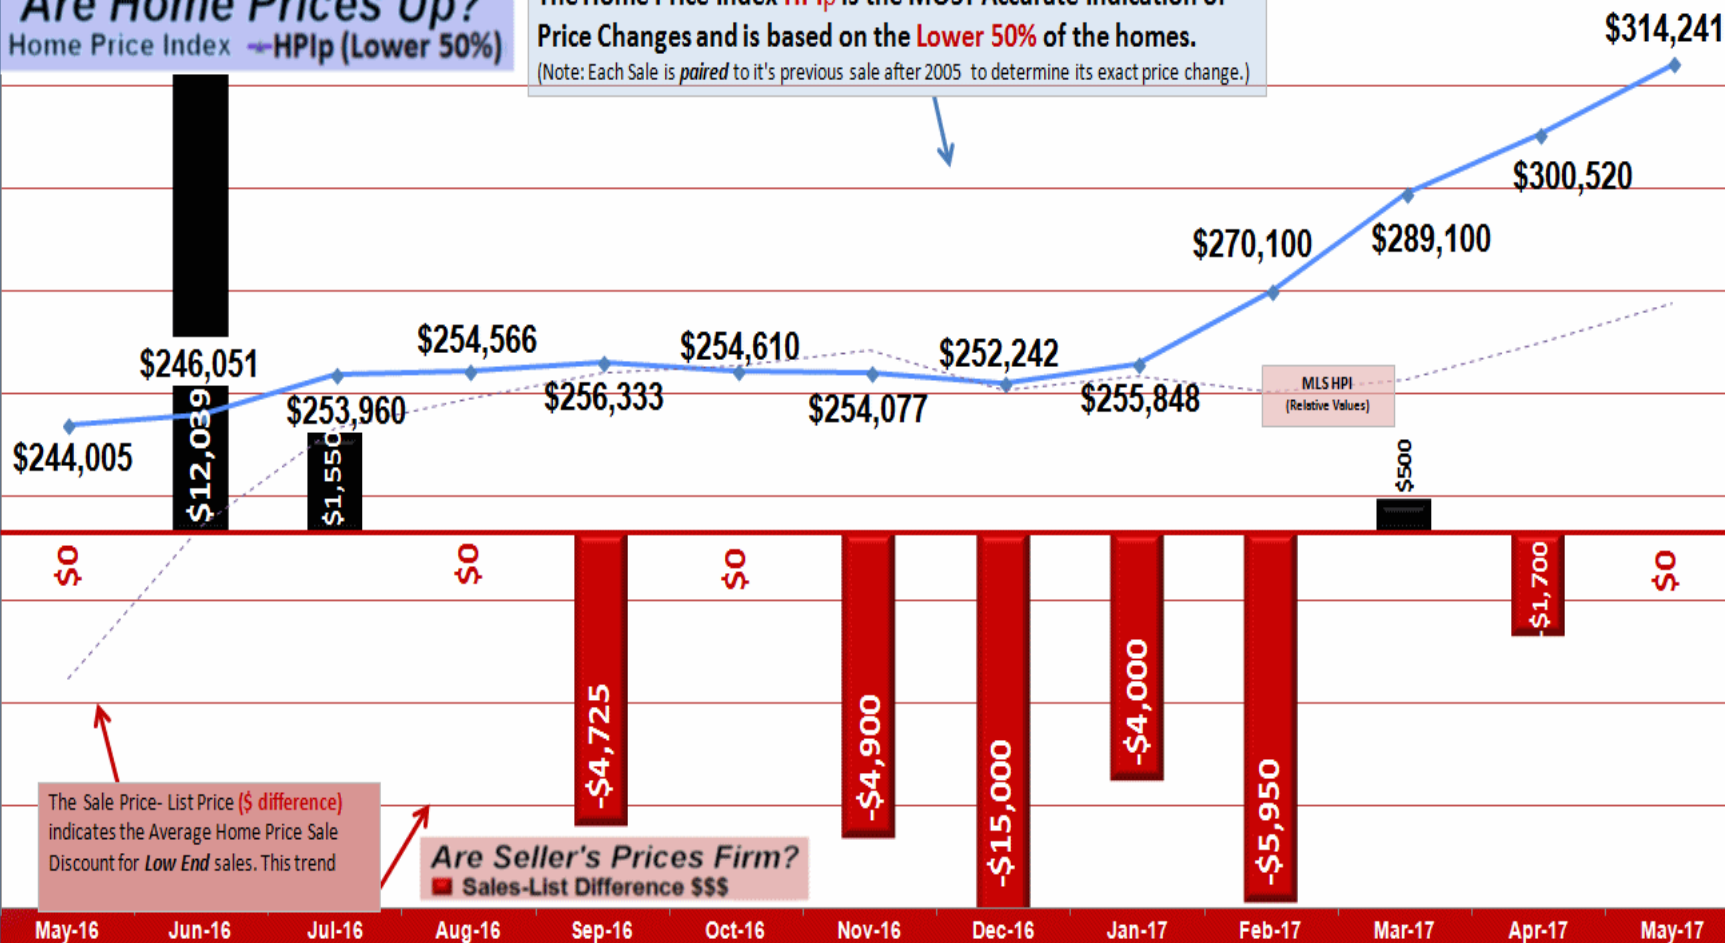 Are Home Prices Up?
Home Price Index HPIp (Lower 50%)
The Home Price Index HPIp is the MOST Accurate indication of
Price Changes and is based on the Lower 50% of the homes.
(Note: Each Sale is paired to it's previous sale after 2005 to determine its exact price change.)
$314,241
$300,520
$289,100
$270,100
$246,051
$254,566
$254,610
$252,242
$244,005
$253,960
$256,333
$254,077
$255,848
MLS HPI
(Relative Values)
$12,039
$1,550
$500
$0
$0
-$4,725
$0
-$4,900
-$15,000
-$4,000
-$5,950
-$1,700
$0
The Sale Price- List Price ($ difference)
indicates the Average Home Price Sale
Discount for Low End sales. This trend
Are Seller's Prices Firm?
Sales-List Difference $$$
May-16 Jun-16 Jul-16 Aug-16 Sep-16 Oct-16 Nov-16 Dec-16 Jan-17 Feb-17 Mar-17 Apr-17 May-17